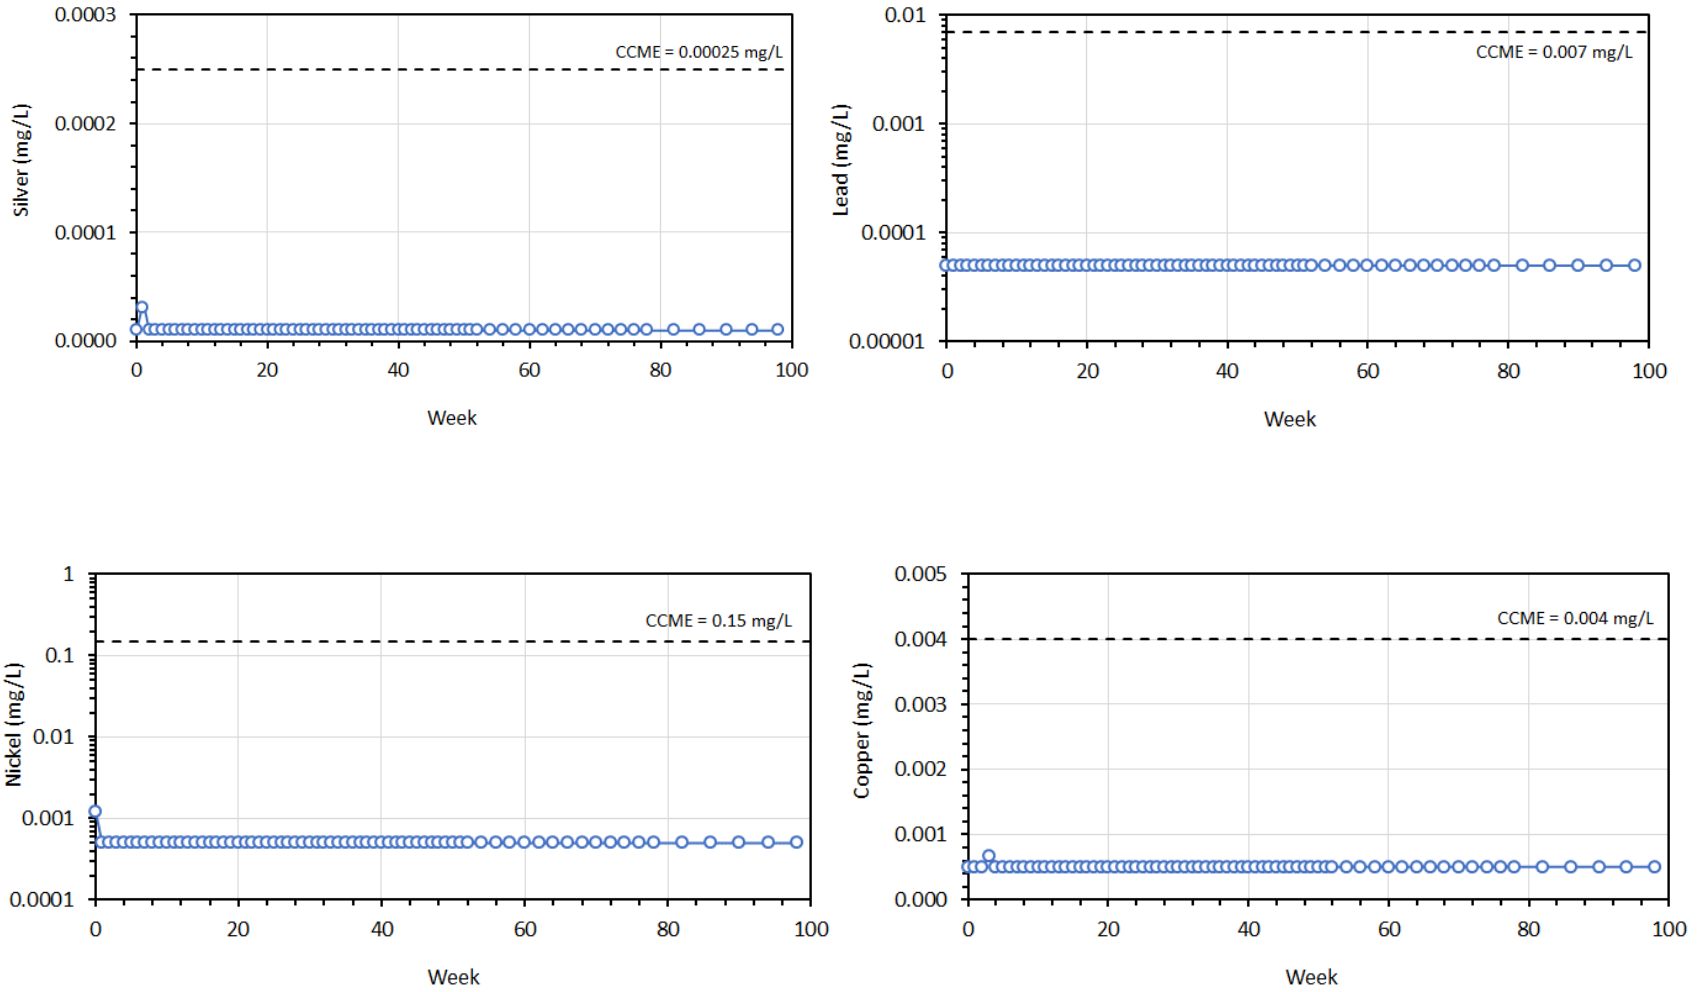 0.0003
CCME = 0.00025 mg/L
0.0002
0.0001
0.0000
Silver (mg/L)
0 20 40 60 80 100
Week
0.01
CCME = 0.007 mg/L
0.001
0.0001
0.00001
Lead (mg/L)
0 20 40 60 80 100
Week
1
CCME = 0.15 mg/L
0.1
0.01
0.001
0.0001
Nickel (mg/L)
0 20 40 60 80 100
Week
0.005
CCME = 0.004 mg/L
0.004
0.003
0.002
0.001
0.000
Copper (mg/L)
0 20 40 60 80 100
Week